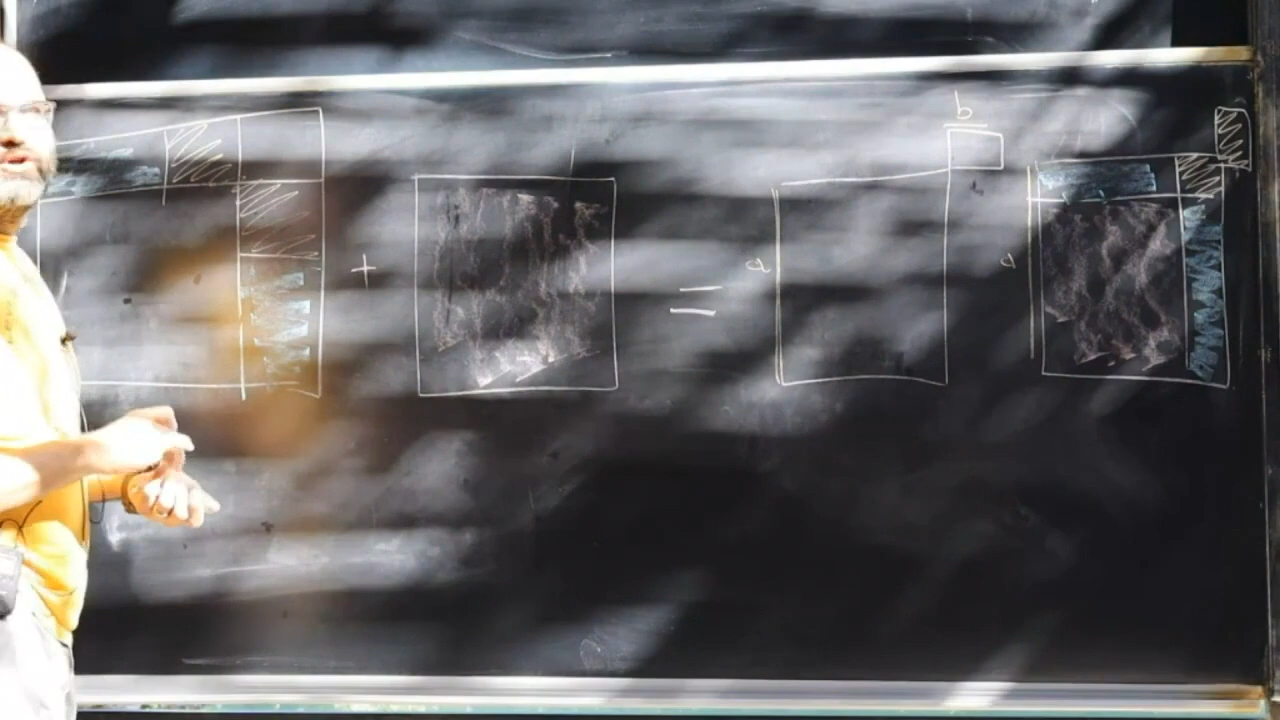 b
+ = a a